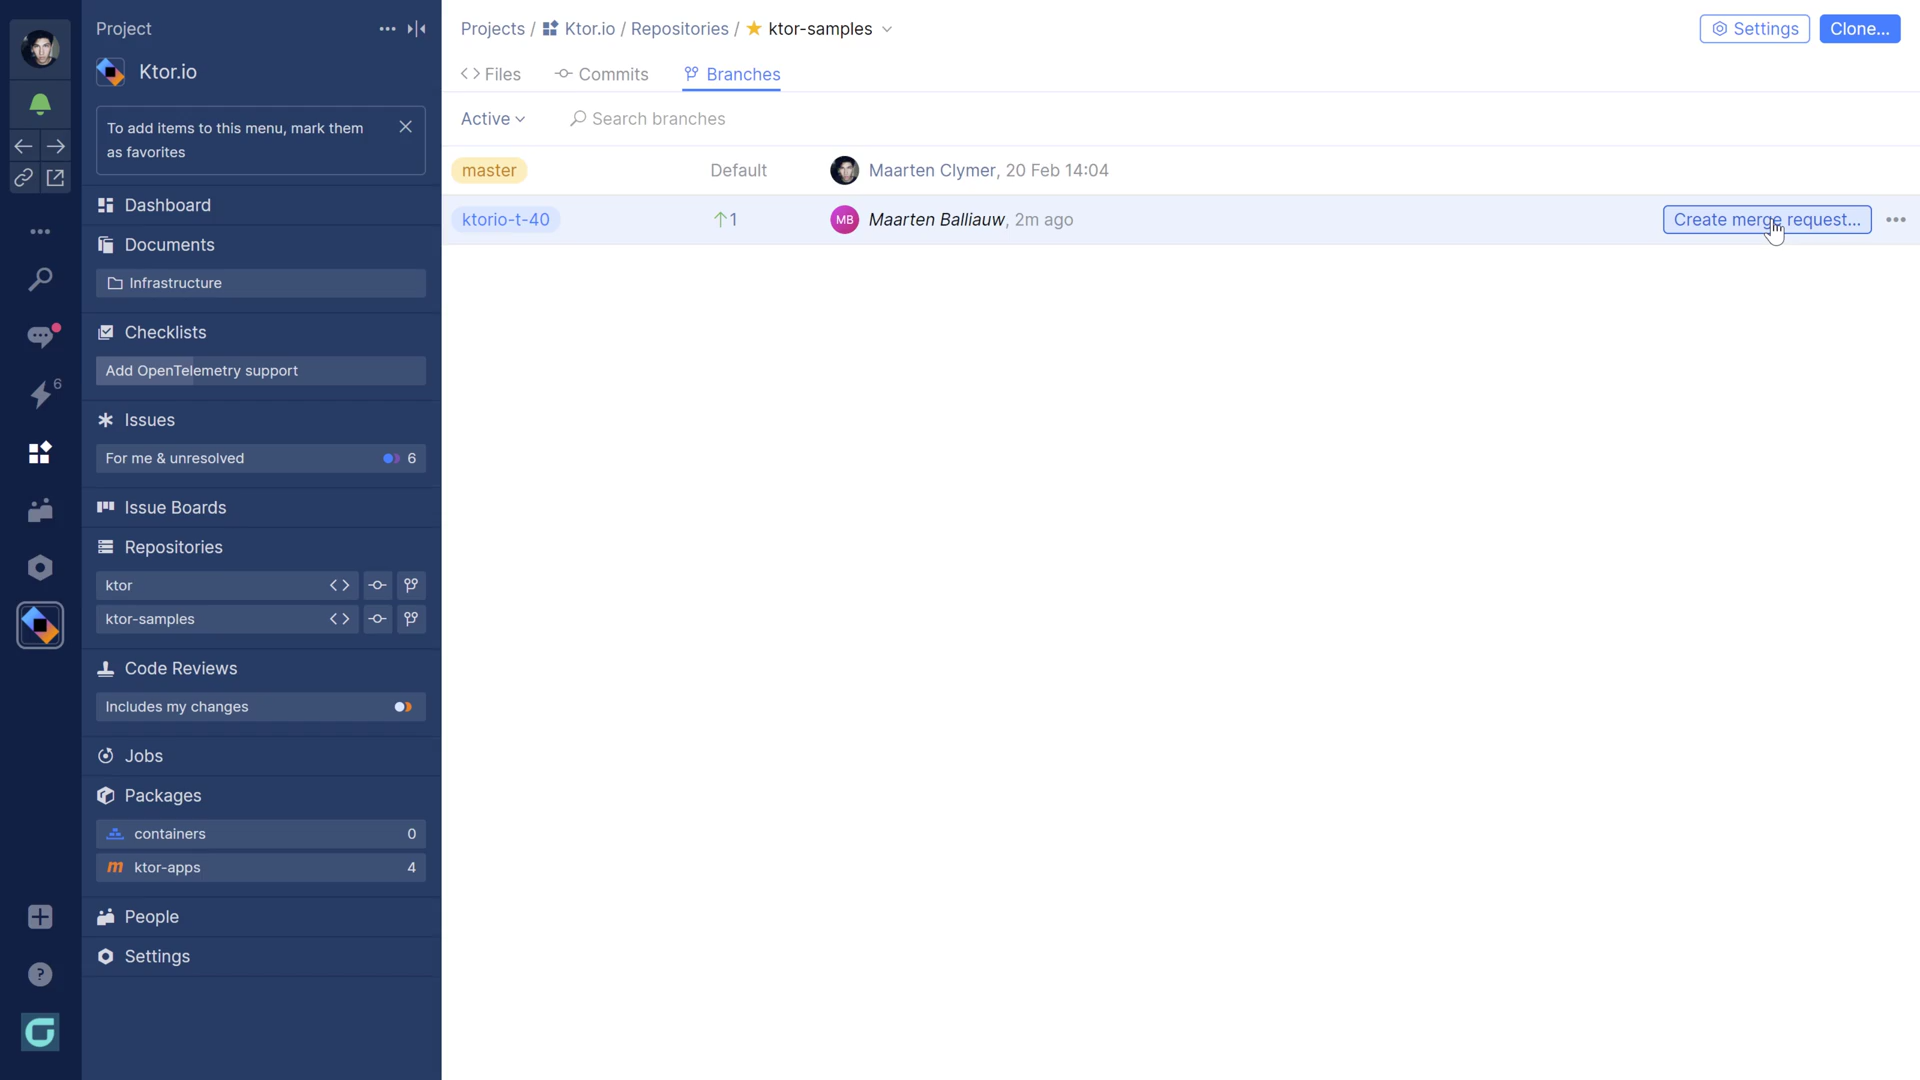 Project
Ktor.io
To add items to this menu, mark them
as favorites
Dashboard
Documents
Infrastructure
Checklists
Add OpenTelemetry support
Issues
For me & unresolved 6
Issue Boards
Repositories
ktor
ktor-samples
Code Reviews
Includes my changes
Jobs
Packages
containers 0
m ktor-apps 4
People
Settings
6
?
Projects / Ktor.io / Repositories / ktor-samples
Settings
Clone...
Files
Commits
Branches
Active
Search branches
master Default Maarten Clymer, 20 Feb 14:04
ktorio-t-40 ↑1 MB Maarten Balliauw, 2m ago Create merge request...